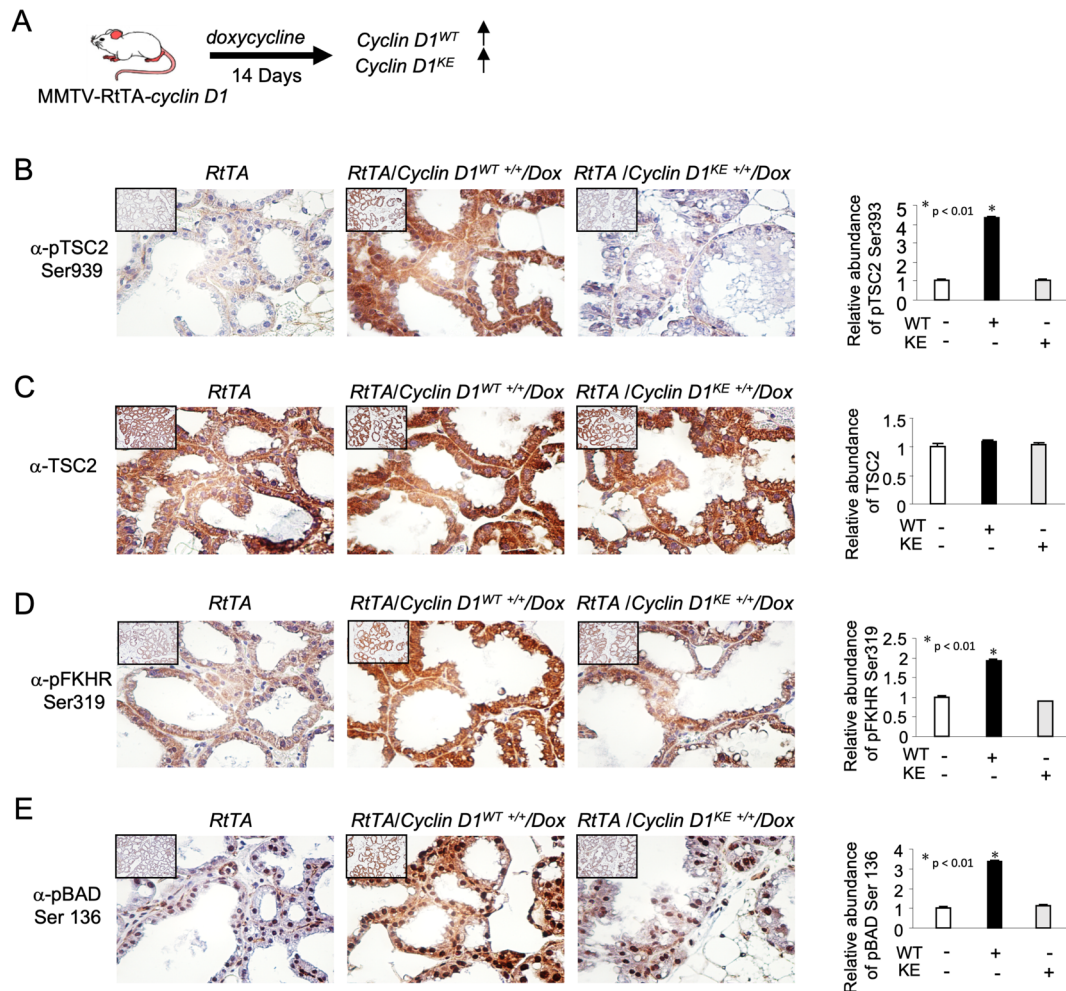 A
doxycycline
14 Days
MMTV-RtTA-cyclin D1
Cyclin D1WT
Cyclin D1KE
B
RtTA
RtTA/Cyclin D1WT +/+/Dox
RtTA /Cyclin D1KE +/+/Dox
α-pTSC2
Ser939
Relative abundance
of pTSC2 Ser393
5
4
3
2
1
0
* p < 0.01
*
WT - + -
KE - - +
C
RtTA
RtTA/Cyclin D1WT +/+/Dox
RtTA /Cyclin D1KE +/+/Dox
α-TSC2
Relative abundance
of TSC2
1.5
1
0.5
0
WT - + -
KE - - +
D
RtTA
RtTA/Cyclin D1WT +/+/Dox
RtTA /Cyclin D1KE +/+/Dox
α-pFKHR
Ser319
Relative abundance
of pFKHR Ser319
2.5
2
1.5
1
0.5
0
* p < 0.01
*
WT - + -
KE - - +
E
RtTA
RtTA/Cyclin D1WT +/+/Dox
RtTA /Cyclin D1KE +/+/Dox
α-pBAD
Ser 136
Relative abundance
of pBAD Ser 136
4
3
2
1
0
* p < 0.01
*
WT - + -
KE - - +